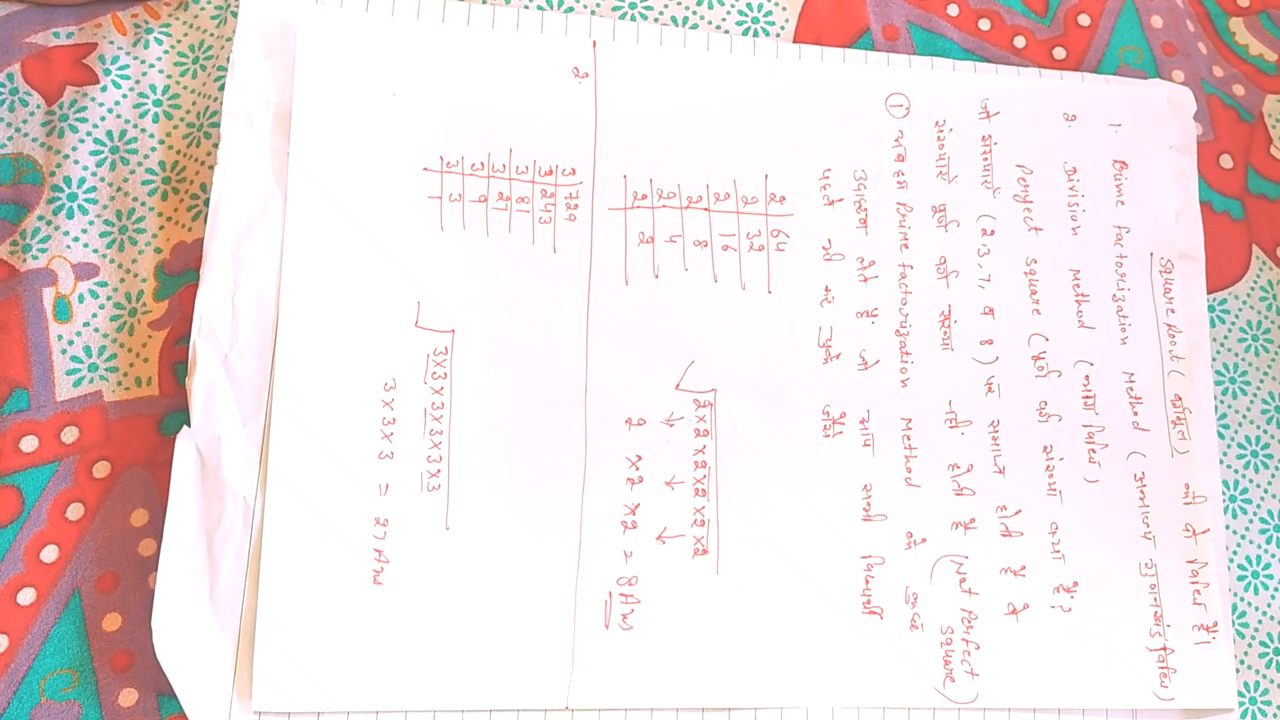 Square Root (वर्गमूल) की दो विधियाँ हैं।
1. Prime factorization Method (अभाज्य गुणनखंड विधि)
2. Division Method (भाग विधि)
Perfect square (पूर्ण वर्ग संख्या क्या है?
जो संख्याएं (2,3,7, व 8) पर समाप्त होती हैं वे
संख्याएं पूर्ण वर्ग संख्या नहीं होती हैं (Not Perfect square)
① अब हम Prime factorization Method के कुछ
उदाहरण लेते हैं जो आप सभी विद्यार्थी
पहले भी कर चुके होंगे
2 | 64
2 | 32
2 | 16
2 | 8
2 | 4
2 | 2
√2×2×2×2×2×2
↓ ↓ ↓
2 ×2 ×2 = 8 Ans
2.
3 | 729
3 | 243
3 | 81
3 | 27
3 | 9
3 | 3
1
√3×3×3×3×3×3
3×3×3 = 27 Ans